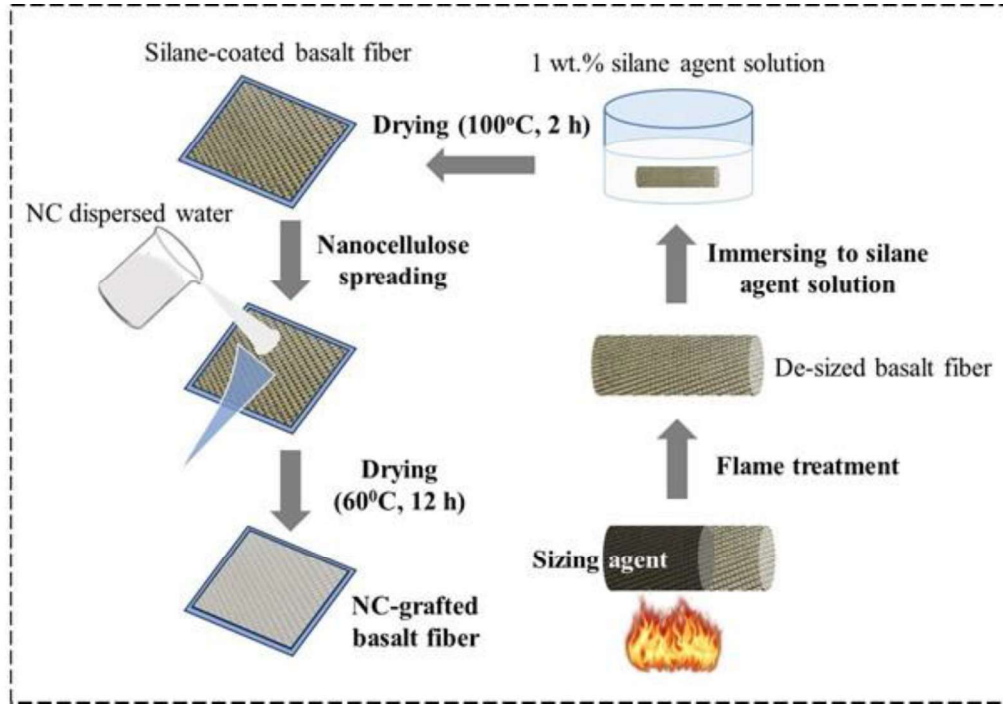 Silane-coated basalt fiber
1 wt.% silane agent solution
Drying (100°C, 2 h)
NC dispersed water
Nanocellulose
spreading
Immersing to silane
agent solution
De-sized basalt fiber
Drying
(60⁰C, 12 h)
Flame treatment
Sizing agent
NC-grafted
basalt fiber